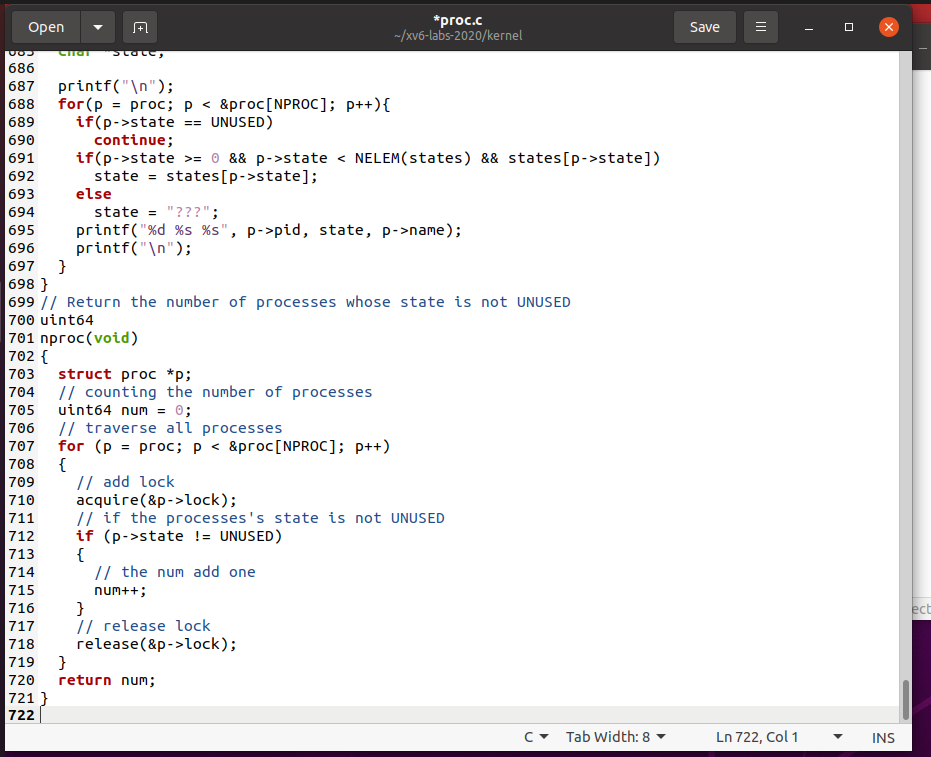 Open
*proc.c
~/xv6-labs-2020/kernel
Save
685   char *state;
686
687   printf("\n");
688   for(p = proc; p < &proc[NPROC]; p++){
689     if(p->state == UNUSED)
690       continue;
691     if(p->state >= 0 && p->state < NELEM(states) && states[p->state])
692       state = states[p->state];
693     else
694       state = "???";
695     printf("%d %s %s", p->pid, state, p->name);
696     printf("\n");
697   }
698 }
699 // Return the number of processes whose state is not UNUSED
700 uint64
701 nproc(void)
702 {
703   struct proc *p;
704   // counting the number of processes
705   uint64 num = 0;
706   // traverse all processes
707   for (p = proc; p < &proc[NPROC]; p++)
708   {
709     // add lock
710     acquire(&p->lock);
711     // if the processes's state is not UNUSED
712     if (p->state != UNUSED)
713     {
714       // the num add one
715       num++;
716     }
717     // release lock
718     release(&p->lock);
719   }
720   return num;
721 }
722
ect
C
Tab Width: 8
Ln 722, Col 1
INS